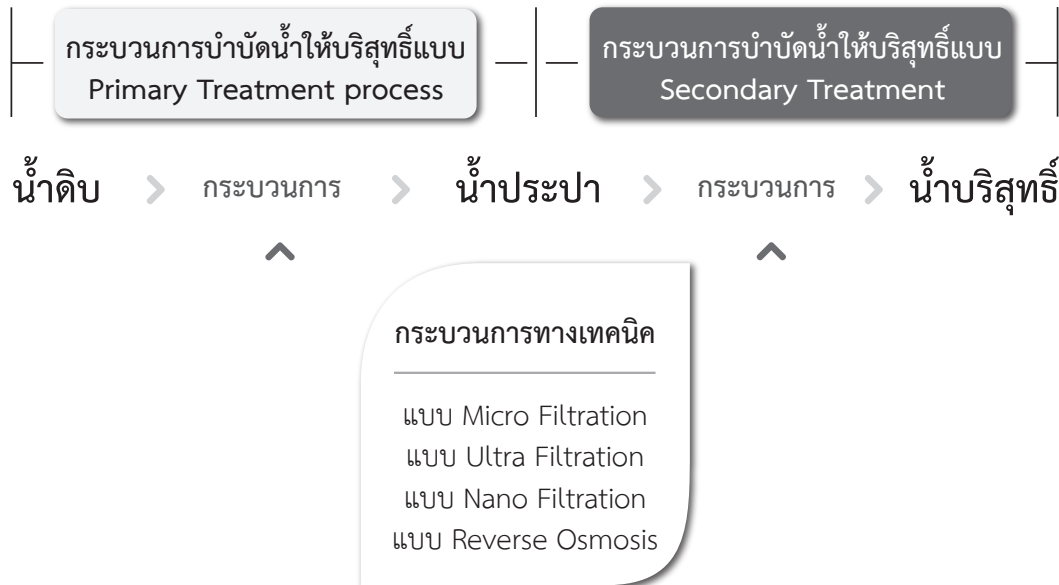 กระบวนการบำบัดน้ำให้บริสุทธิ์แบบ
Primary Treatment process
กระบวนการบำบัดน้ำให้บริสุทธิ์แบบ
Secondary Treatment
น้ำดิบ กระบวนการ น้ำประปา กระบวนการ น้ำบริสุทธิ์
กระบวนการทางเทคนิค
แบบ Micro Filtration
แบบ Ultra Filtration
แบบ Nano Filtration
แบบ Reverse Osmosis